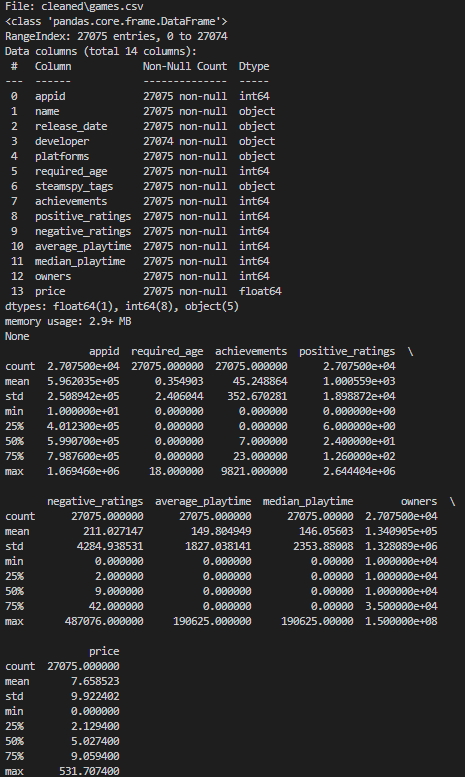 File: cleaned\games.csv
<class 'pandas.core.frame.DataFrame'>
RangeIndex: 27075 entries, 0 to 27074
Data columns (total 14 columns):
 #   Column            Non-Null Count  Dtype
---  ------            --------------  -----
 0   appid             27075 non-null  int64
 1   name              27075 non-null  object
 2   release_date      27075 non-null  object
 3   developer         27074 non-null  object
 4   platforms         27075 non-null  object
 5   required_age      27075 non-null  int64
 6   steamspy_tags     27075 non-null  object
 7   achievements      27075 non-null  int64
 8   positive_ratings  27075 non-null  int64
 9   negative_ratings  27075 non-null  int64
 10  average_playtime  27075 non-null  int64
 11  median_playtime   27075 non-null  int64
 12  owners            27075 non-null  int64
 13  price             27075 non-null  float64
dtypes: float64(1), int64(8), object(5)
memory usage: 2.9+ MB
None
              appid  required_age  achievements  positive_ratings  \
count  2.707500e+04  27075.000000  27075.000000      2.707500e+04
mean   5.962035e+05      0.354903     45.248864      1.000559e+03
std    2.508942e+05      2.406044    352.670281      1.898872e+04
min    1.000000e+01      0.000000      0.000000      0.000000e+00
25%    4.012300e+05      0.000000      0.000000      6.000000e+00
50%    5.990700e+05      0.000000      7.000000      2.400000e+01
75%    7.987600e+05      0.000000     23.000000      1.260000e+02
max    1.069460e+06     18.000000   9821.000000      2.644404e+06

       negative_ratings  average_playtime  median_playtime        owners  \
count      27075.000000      27075.000000      27075.00000  2.707500e+04
mean         211.027147        149.804949        146.05603  1.340905e+05
std         4284.938531       1827.038141       2353.88008  1.328089e+06
min            0.000000          0.000000          0.00000  1.000000e+04
25%            2.000000          0.000000          0.00000  1.000000e+04
50%            9.000000          0.000000          0.00000  1.000000e+04
75%           42.000000          0.000000          0.00000  3.500000e+04
max       487076.000000     190625.000000     190625.00000  1.500000e+08

              price
count  27075.000000
mean       7.658523
std        9.922402
min        0.000000
25%        2.129400
50%        5.027400
75%        9.059400
max      531.707400